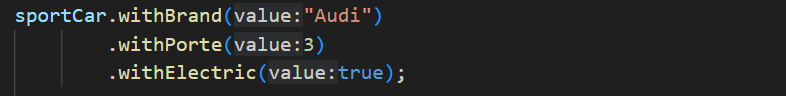 sportCar.withBrand(value:"Audi")
.withPorte(value:3)
.withElectric(value:true);